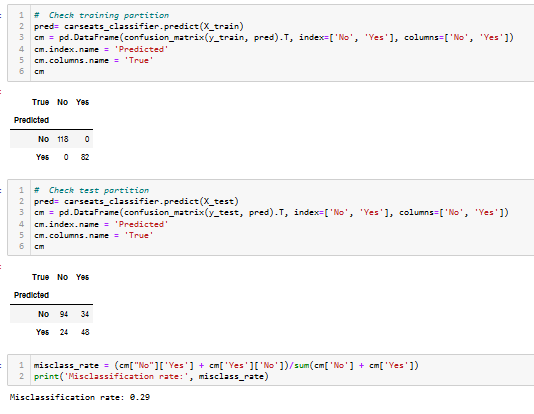 1 # Check training partition
2 pred= carseats_classifier.predict(X_train)
3 cm = pd.DataFrame(confusion_matrix(y_train, pred).T, index=['No', 'Yes'], columns=['No', 'Yes'])
4 cm.index.name = 'Predicted'
5 cm.columns.name = 'True'
6 cm
True No Yes
Predicted
No 118 0
Yes 0 82
1 # Check test partition
2 pred= carseats_classifier.predict(X_test)
3 cm = pd.DataFrame(confusion_matrix(y_test, pred).T, index=['No', 'Yes'], columns=['No', 'Yes'])
4 cm.index.name = 'Predicted'
5 cm.columns.name = 'True'
6 cm
True No Yes
Predicted
No 94 34
Yes 24 48
1 misclass_rate = (cm["No"]['Yes'] + cm['Yes']['No'])/sum(cm['No'] + cm['Yes'])
2 print('Misclassification rate:', misclass_rate)
Misclassification rate: 0.29